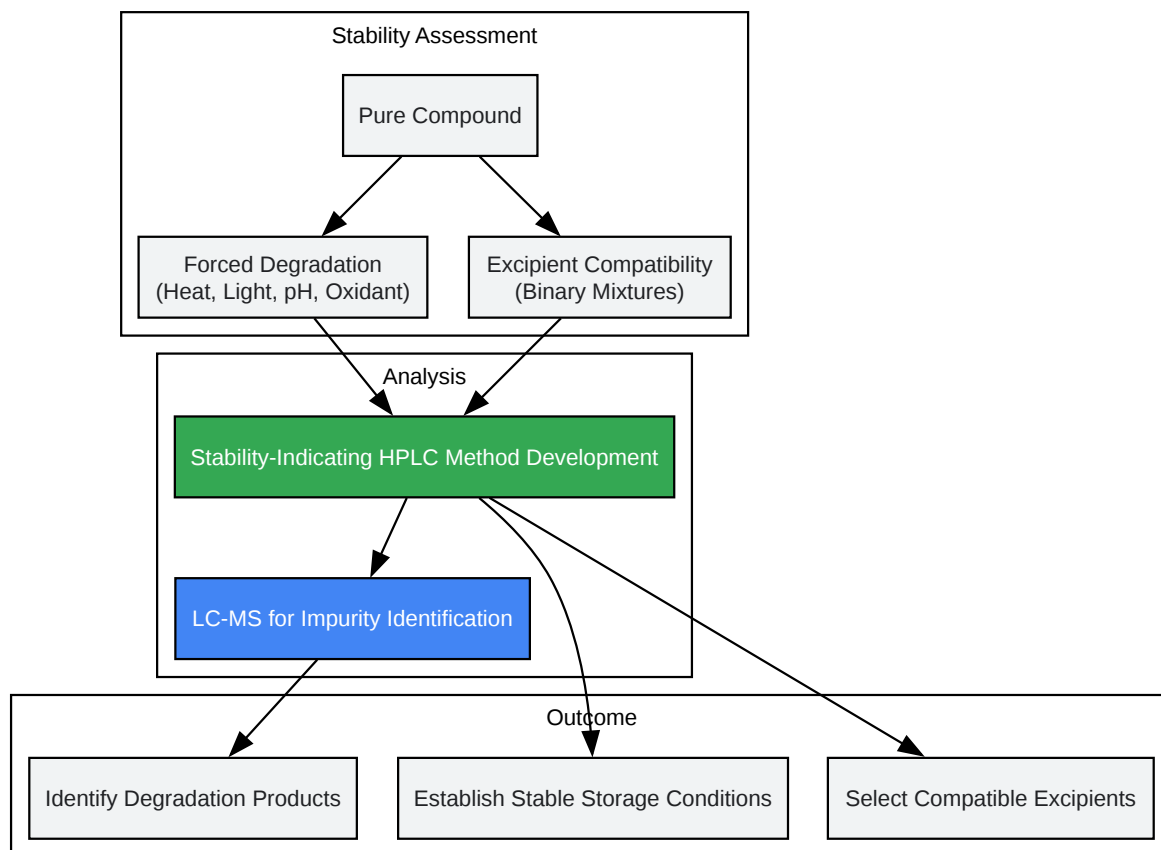 Stability Assessment
Pure Compound
Forced Degradation
(Heat, Light, pH, Oxidant)
Excipient Compatibility
(Binary Mixtures)
Analysis
Stability-Indicating HPLC Method Development
LC-MS for Impurity Identification
Outcome
Identify Degradation Products
Establish Stable Storage Conditions
Select Compatible Excipients